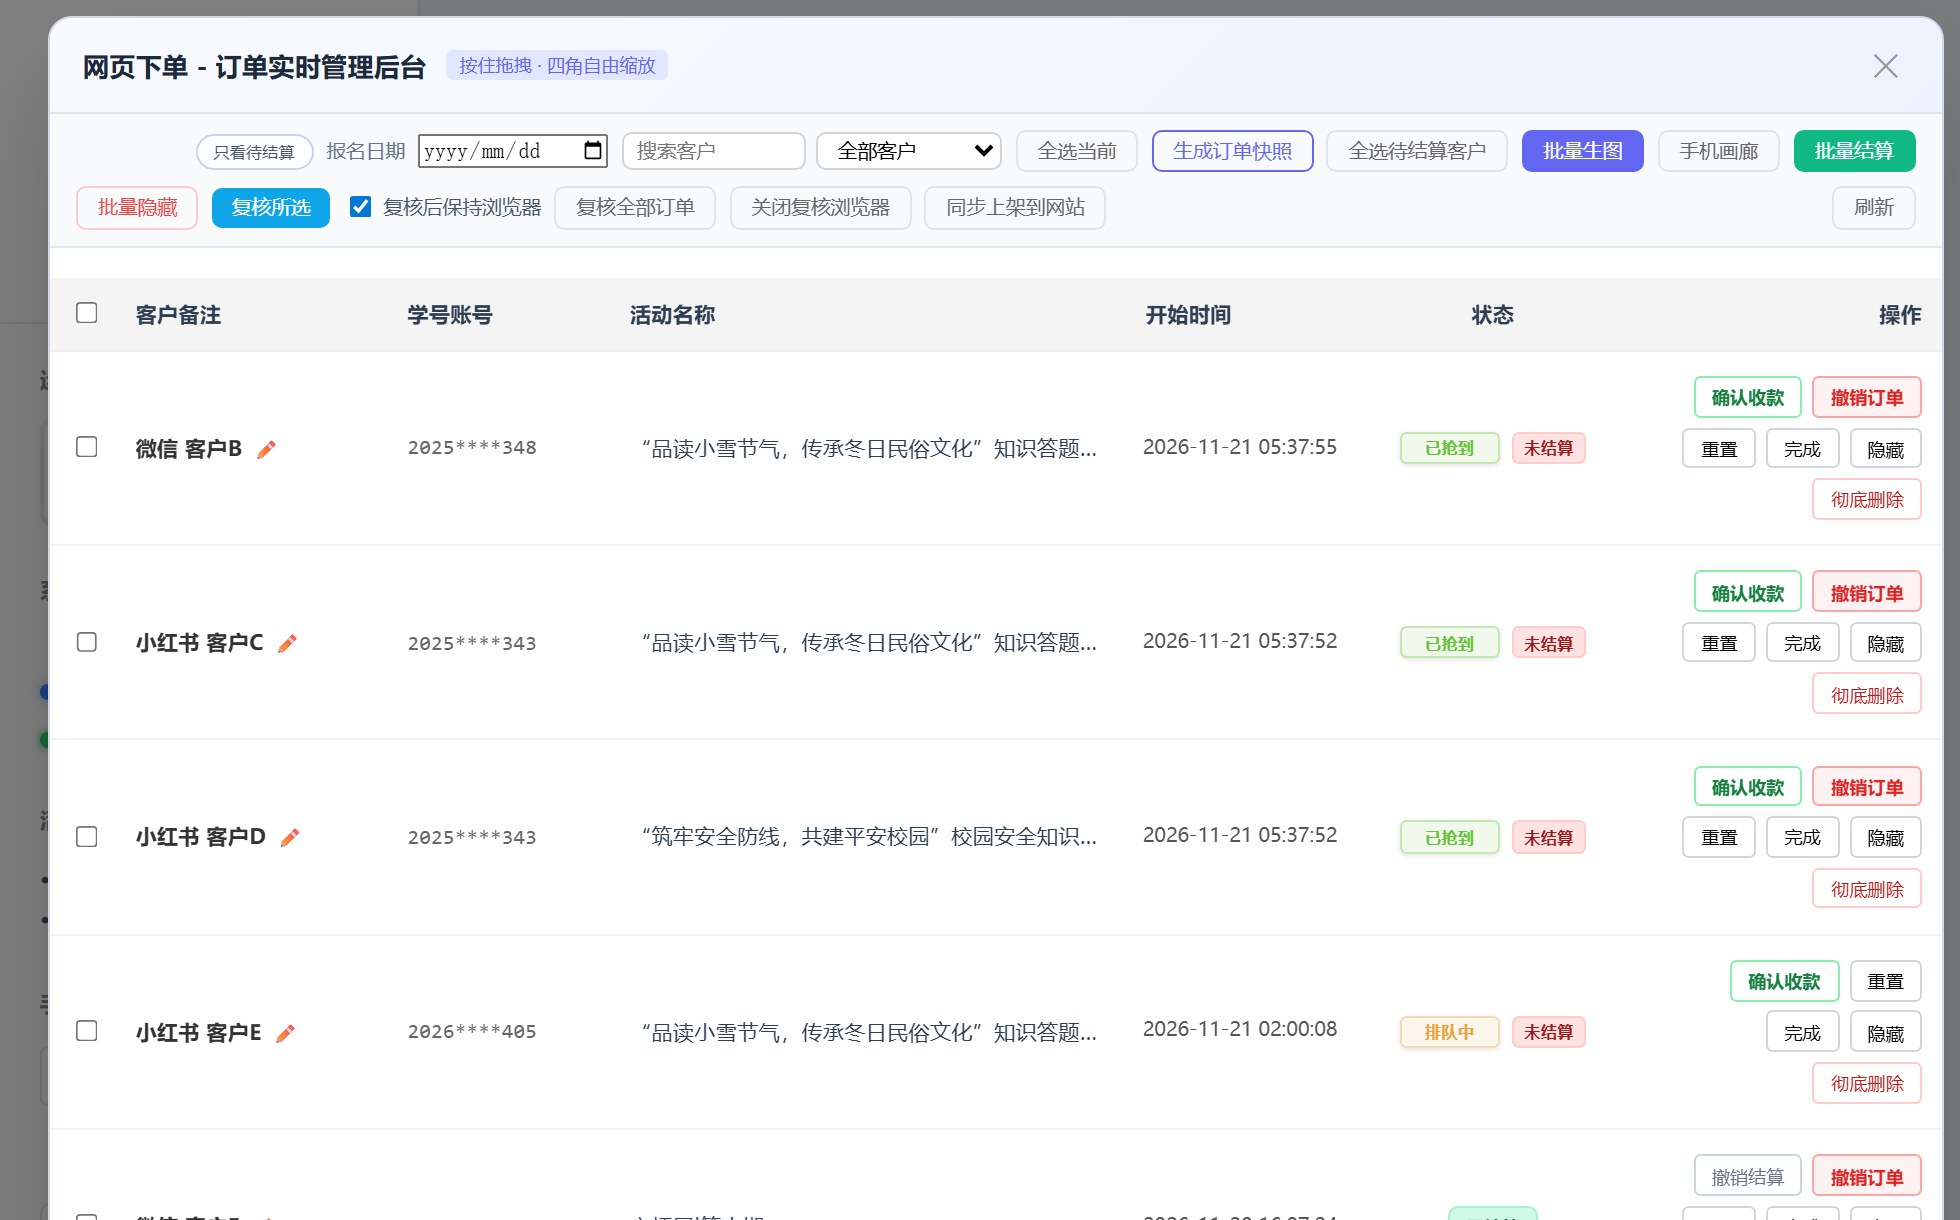 网页下单 - 订单实时管理后台 按住拖拽 · 四角自由缩放
只看待结算 报名日期 yyyy/mm/dd 搜索客户 全部客户 全选当前 生成订单快照 全选待结算客户 批量生图 手机画廊 批量结算
批量隐藏 复核所选 复核后保持浏览器 复核全部订单 关闭复核浏览器 同步上架到网站 刷新
客户备注 学号账号 活动名称 开始时间 状态 操作
确认收款 撤销订单
微信 客户B 2025****348 “品读小雪节气，传承冬日民俗文化”知识答题... 2026-11-21 05:37:55 已抢到 未结算 重置 完成 隐藏
彻底删除
确认收款 撤销订单
小红书 客户C 2025****343 “品读小雪节气，传承冬日民俗文化”知识答题... 2026-11-21 05:37:52 已抢到 未结算 重置 完成 隐藏
彻底删除
确认收款 撤销订单
小红书 客户D 2025****343 “筑牢安全防线，共建平安校园”校园安全知识... 2026-11-21 05:37:52 已抢到 未结算 重置 完成 隐藏
彻底删除
确认收款 重置
小红书 客户E 2026****405 “品读小雪节气，传承冬日民俗文化”知识答题... 2026-11-21 02:00:08 排队中 未结算 完成 隐藏
彻底删除
撤销结算 撤销订单